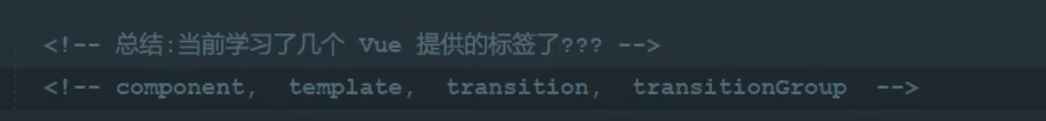 <!-- 总结:当前学习了几个 Vue 提供的标签了??? -->
<!-- component,  template,  transition,  transitionGroup  -->